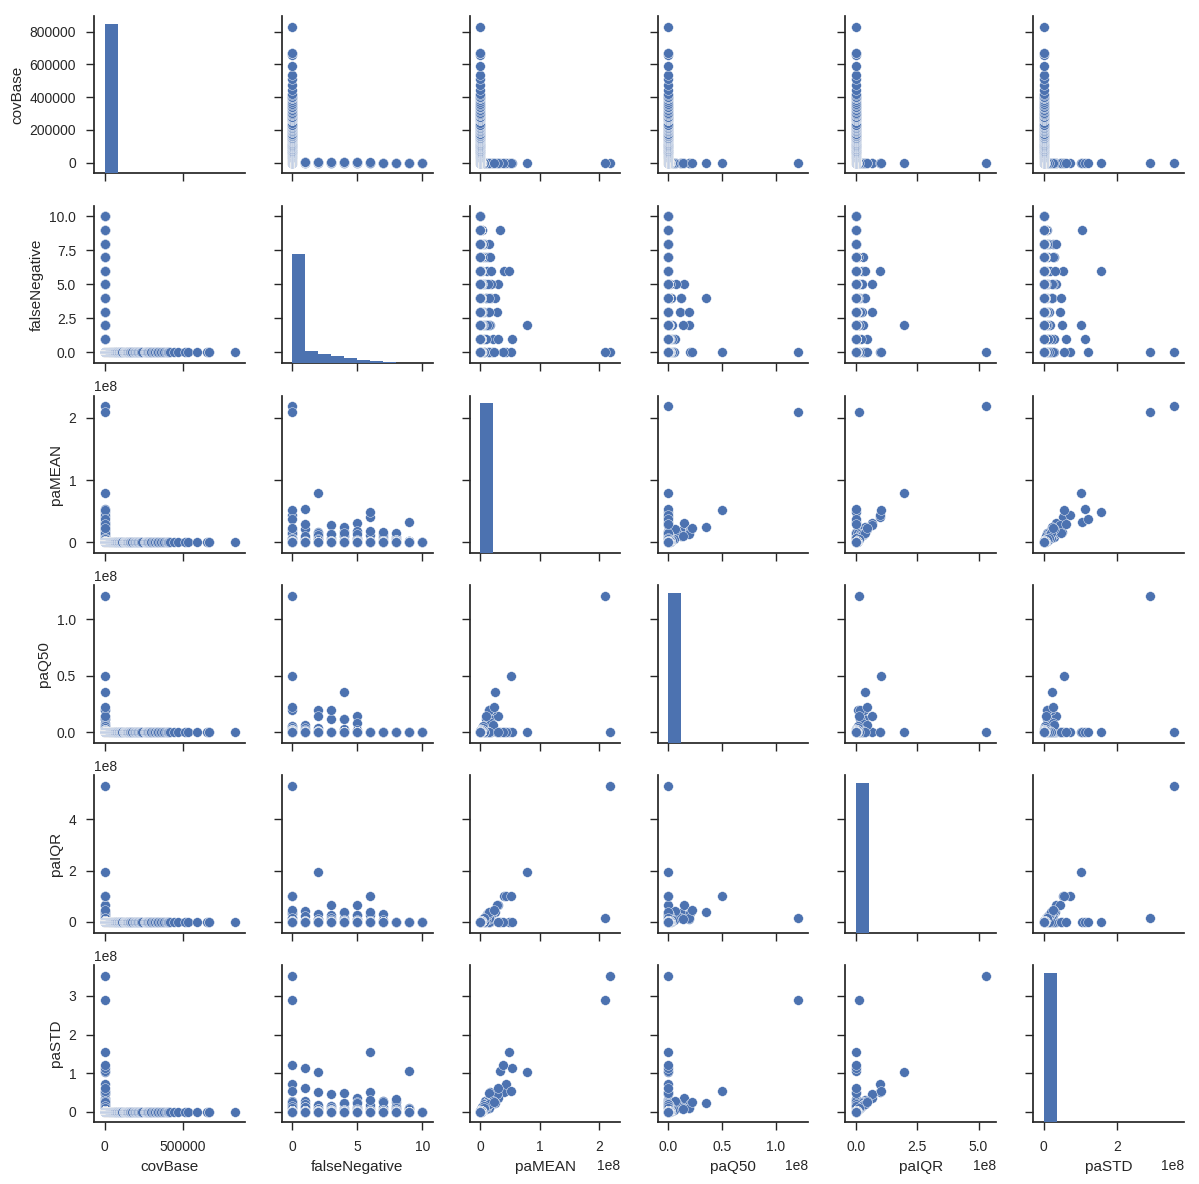 800000
600000
400000
200000
0
covBase
10.0
7.5
5.0
2.5
0.0
falseNegative
1e8
2
1
0
paMEAN
1e8
1.0
0.5
0.0
paQ50
1e8
4
2
0
paIQR
1e8
3
2
1
0
paSTD
0 500000 0 5 10 0 1 2 0.0 0.5 1.0 0.0 2.5 5.0 0 2
covBase falseNegative paMEAN 1e8 paQ50 1e8 paIQR 1e8 paSTD 1e8